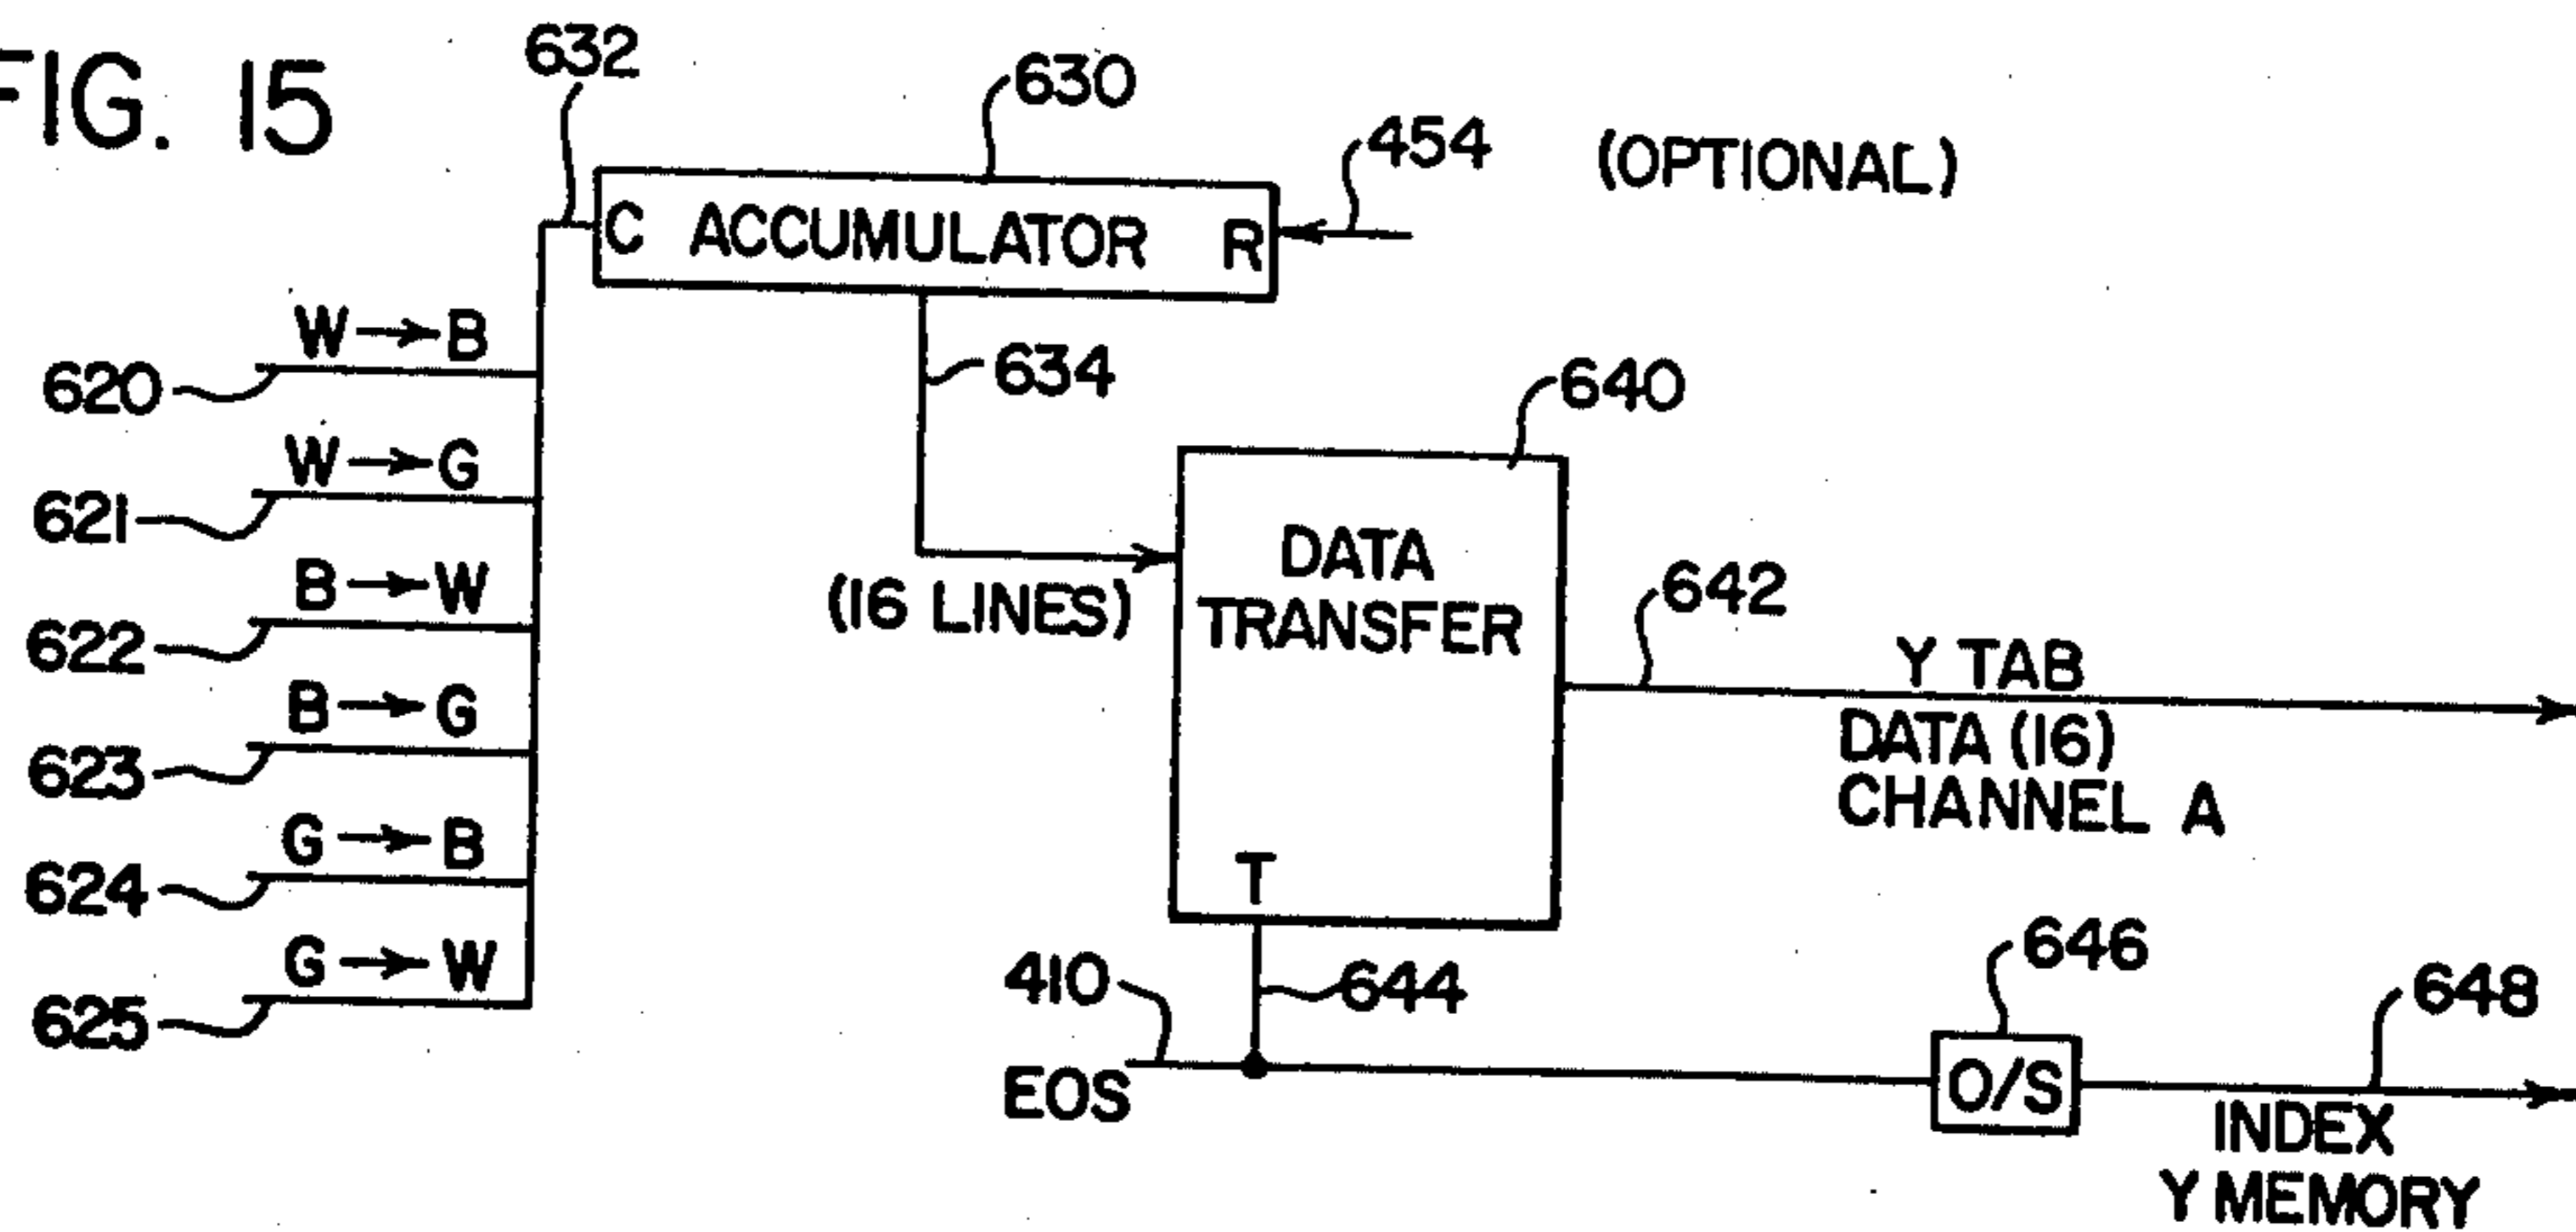 FIG. 15
632
630
454
(OPTIONAL)
C ACCUMULATOR R
W→B
620
634
640
W→G
621
DATA
TRANSFER
(16 LINES)
B→W
622
642
Y TAB
DATA (16)
CHANNEL A
B→G
623
G→B
624
T
G→W
625
410
644
646
648
EOS
O/S
INDEX
Y MEMORY